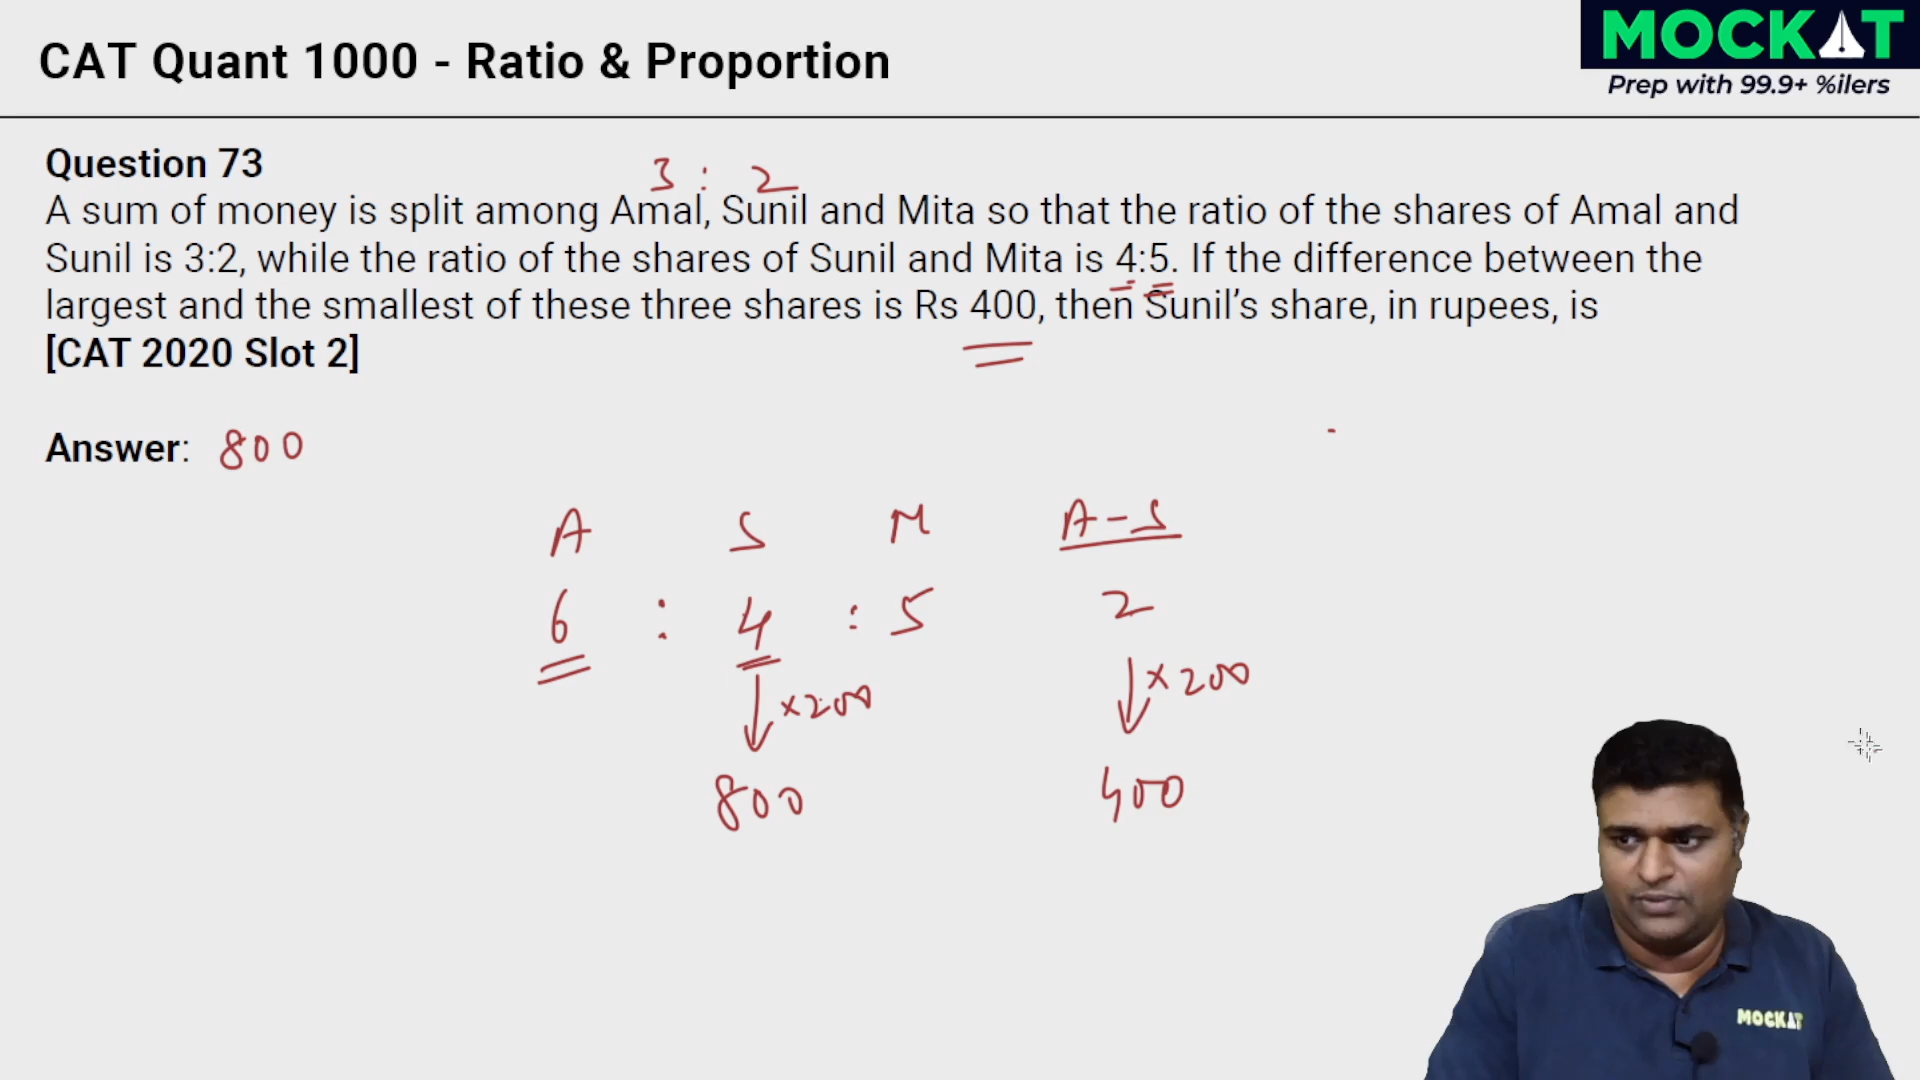 CAT Quant 1000 - Ratio & Proportion
MOCKAT
Prep with 99.9+ %ilers
Question 73
3 : 2
A sum of money is split among Amal, Sunil and Mita so that the ratio of the shares of Amal and
Sunil is 3:2, while the ratio of the shares of Sunil and Mita is 4:5. If the difference between the
largest and the smallest of these three shares is Rs 400, then Sunil’s share, in rupees, is
[CAT 2020 Slot 2]
Answer: 800
A S M A-S
6 : 4 : 5 2
×200 ×200
800 400
MOCKAT